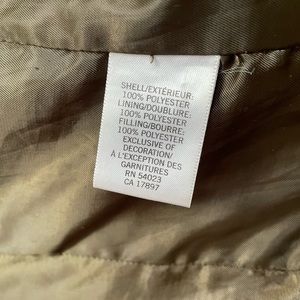 SHELL/EXTÉRIEUR:
100% POLYESTER
LINING/DOUBLURE:
100% POLYESTER
FILLING/BOURRE:
100% POLYESTER
EXCLUSIVE OF
DECORATION/
À L'EXCEPTION DES
GARNITURES
RN 54023
CA 17897